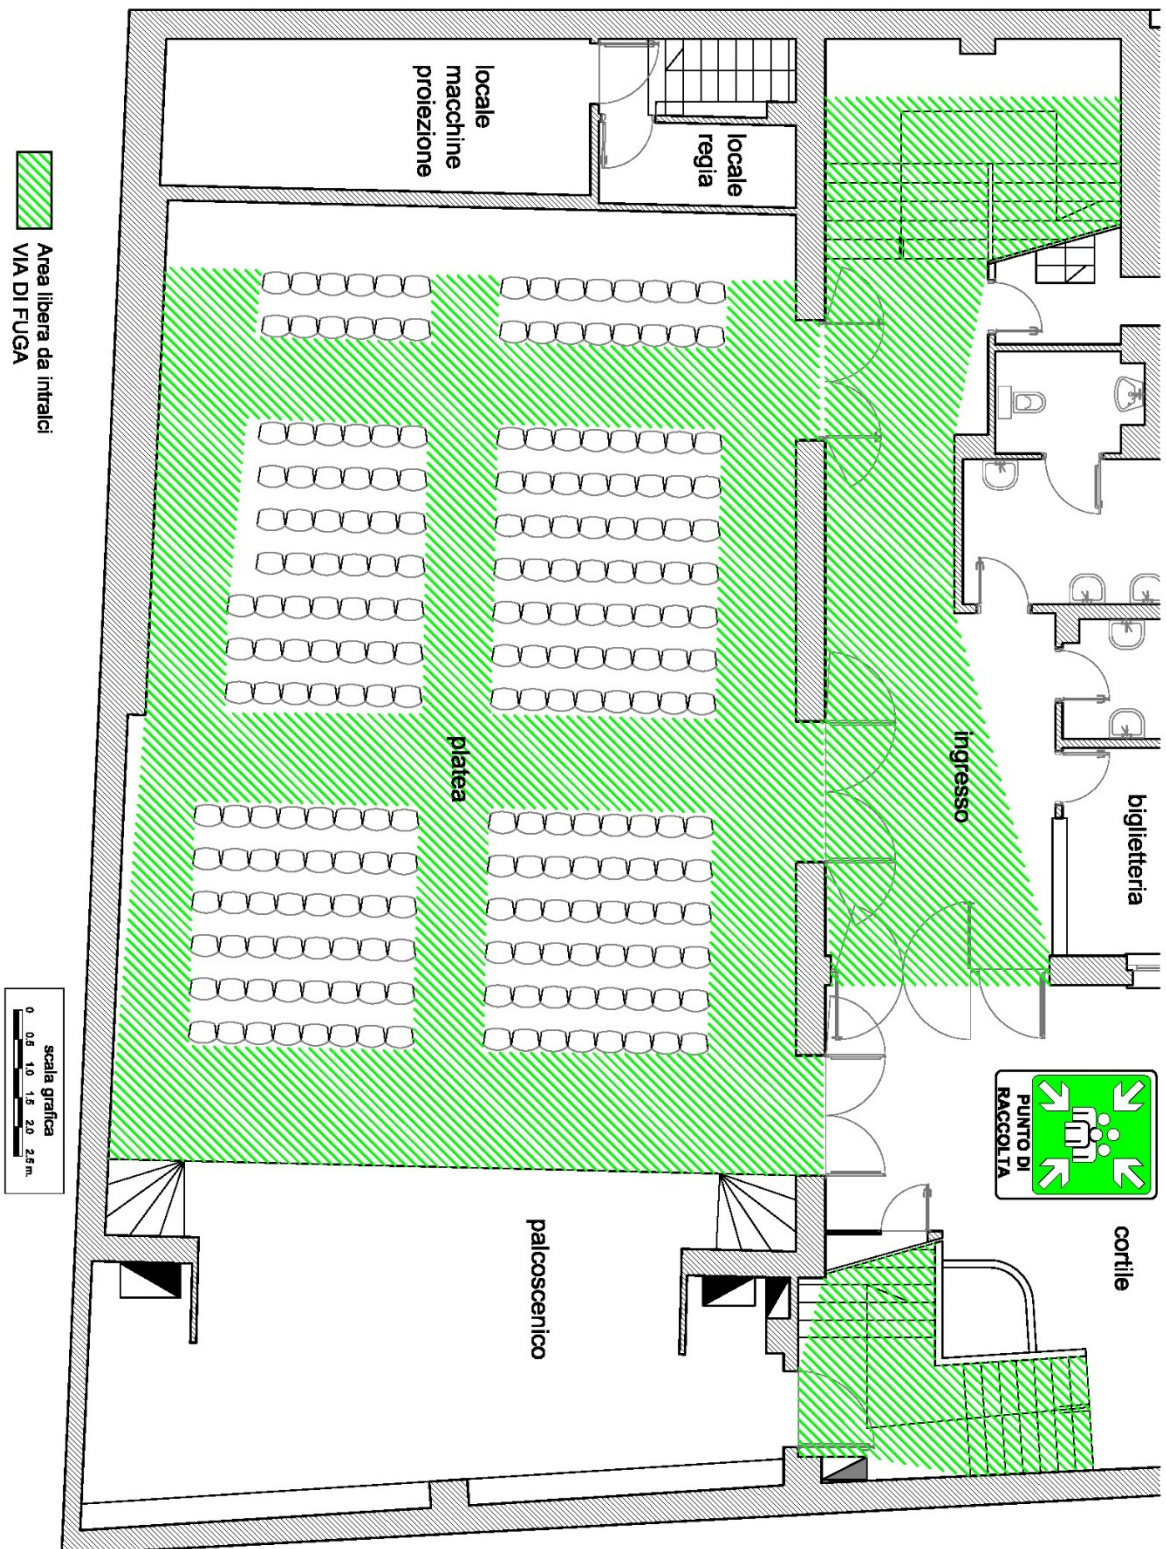 locale
macchine
proiezione
locale
regia
Area libera da intralci
VIA DI FUGA
ingresso
biglietteria
platea
scala grafica
0 0.5 1.0 1.5 2.0 2.5 m.
PUNTO DI
RACCOLTA
cortile
palcoscenico